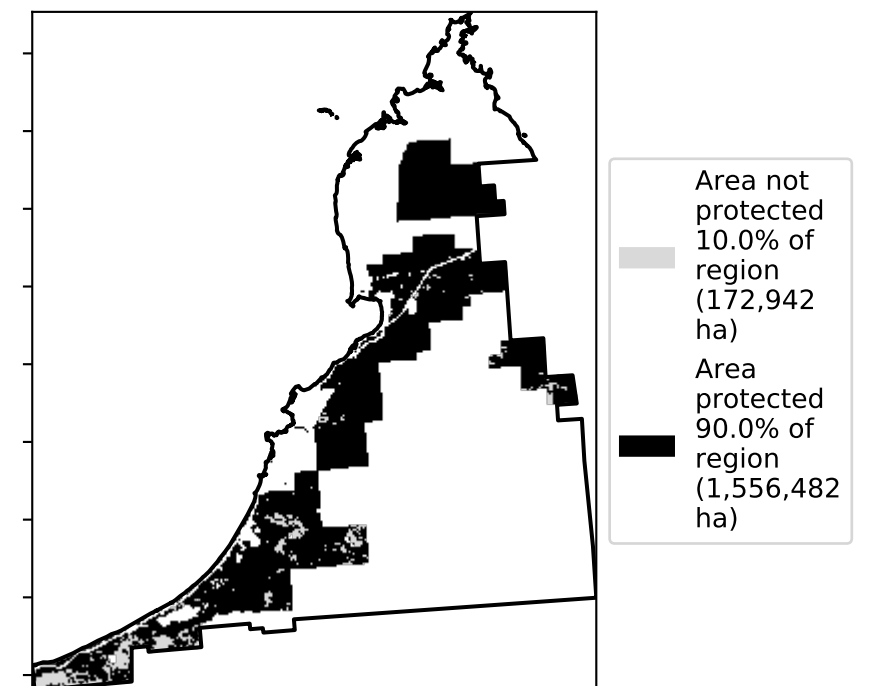 Area not
protected
10.0% of
region
(172,942
ha)
Area
protected
90.0% of
region
(1,556,482
ha)